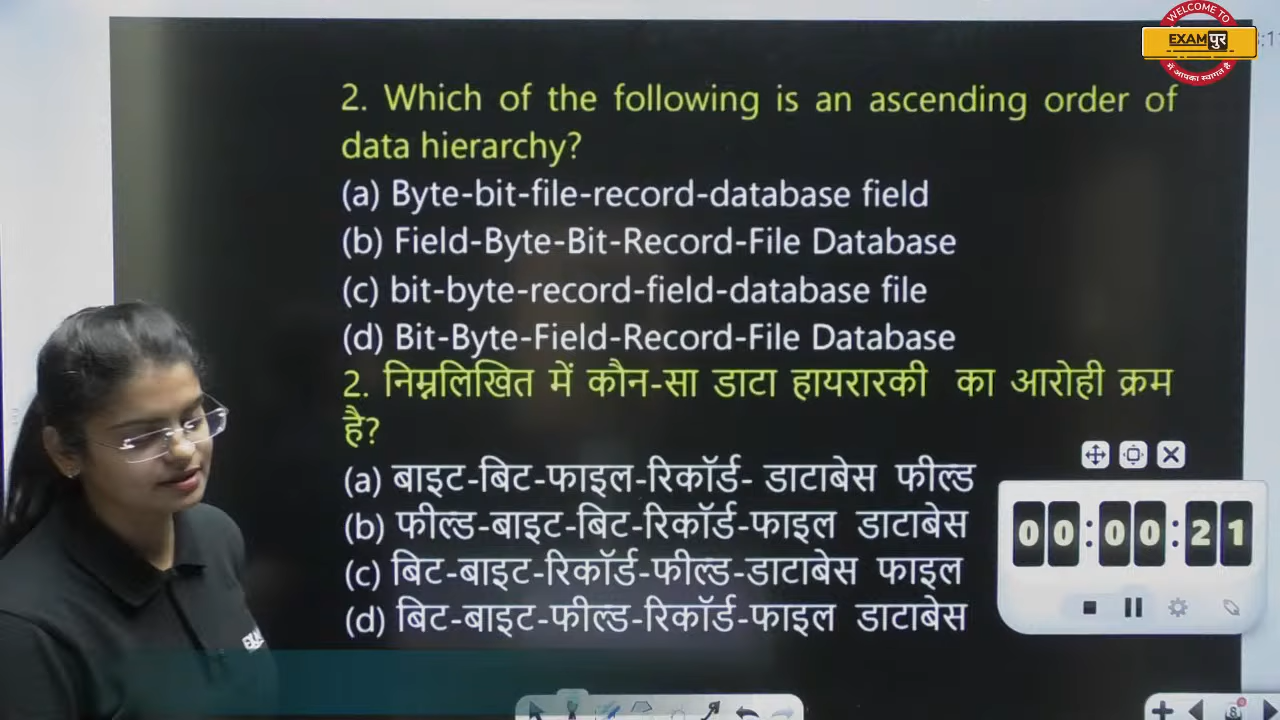 WELCOME TO
EXAMपुर
में आपका स्वागत है
2. Which of the following is an ascending order of
data hierarchy?
(a) Byte-bit-file-record-database field
(b) Field-Byte-Bit-Record-File Database
(c) bit-byte-record-field-database file
(d) Bit-Byte-Field-Record-File Database
2. निम्नलिखित में कौन-सा डाटा हायरारकी का आरोही क्रम
है?
(a) बाइट-बिट-फाइल-रिकॉर्ड- डाटाबेस फील्ड
(b) फील्ड-बाइट-बिट-रिकॉर्ड-फाइल डाटाबेस
(c) बिट-बाइट-रिकॉर्ड-फील्ड-डाटाबेस फाइल
(d) बिट-बाइट-फील्ड-रिकॉर्ड-फाइल डाटाबेस
00:00:21